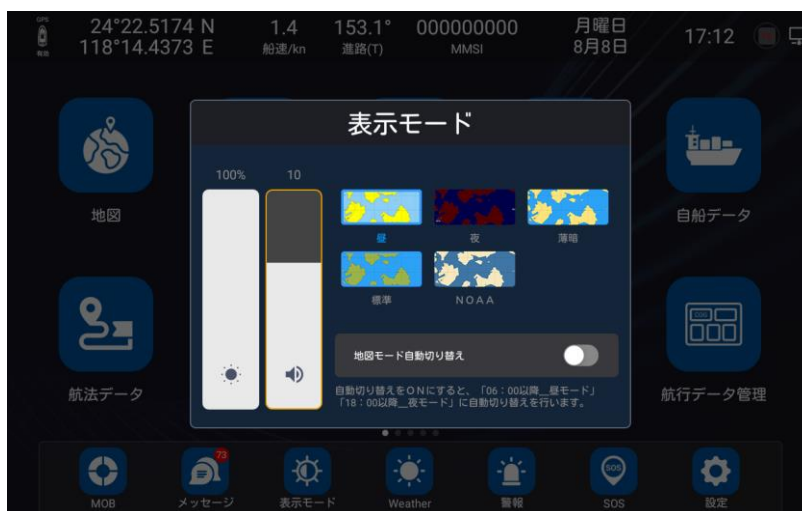 GPS
24°22.5174 N
118°14.4373 E
1.4
船速/kn
153.1°
進路(T)
000000000
MMSI
月曜日
8月8日
17:12
表示モード
100%
10
昼
夜
薄暗
標準
NOAA
地図モード自動切り替え
自動切り替えをONにすると、「06:00以降__昼モード」
「18:00以降__夜モード」に自動切り替えを行います。
地図
自船データ
航法データ
航行データ管理
MOB
73
メッセージ
表示モード
Weather
警報
SOS
SOS
設定